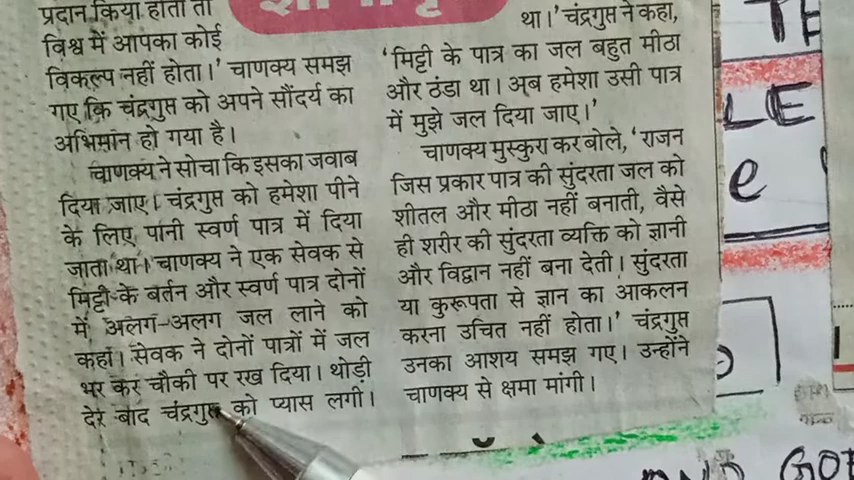 प्रदान किया होता तो
विश्व में आपका कोई
विकल्प नहीं होता।' चाणक्य समझ
गए कि चंद्रगुप्त को अपने सौंदर्य का
अभिमान हो गया है।
चाणक्य ने सोचा कि इसका जवाब
दिया जाए। चंद्रगुप्त को हमेशा पीने
के लिए पानी स्वर्ण पात्र में दिया
जाता था। चाणक्य ने एक सेवक से
मिट्टी के बर्तन और स्वर्ण पात्र दोनों
में अलग-अलग जल लाने को
कहा। सेवक ने दोनों पात्रों में जल
भर कर चौकी पर रख दिया। थोड़ी
देर बाद चंद्रगुप्त को प्यास लगी।
था।' चंद्रगुप्त ने कहा,
'मिट्टी के पात्र का जल बहुत मीठा
और ठंडा था। अब हमेशा उसी पात्र
में मुझे जल दिया जाए।'
चाणक्य मुस्कुरा कर बोले, 'राजन
जिस प्रकार पात्र की सुंदरता जल को
शीतल और मीठा नहीं बनाती, वैसे
ही शरीर की सुंदरता व्यक्ति को ज्ञानी
और विद्वान नहीं बना देती। सुंदरता
या कुरूपता से ज्ञान का आकलन
करना उचित नहीं होता।' चंद्रगुप्त
उनका आशय समझ गए। उन्होंने
चाणक्य से क्षमा मांगी।
TE
LE
e